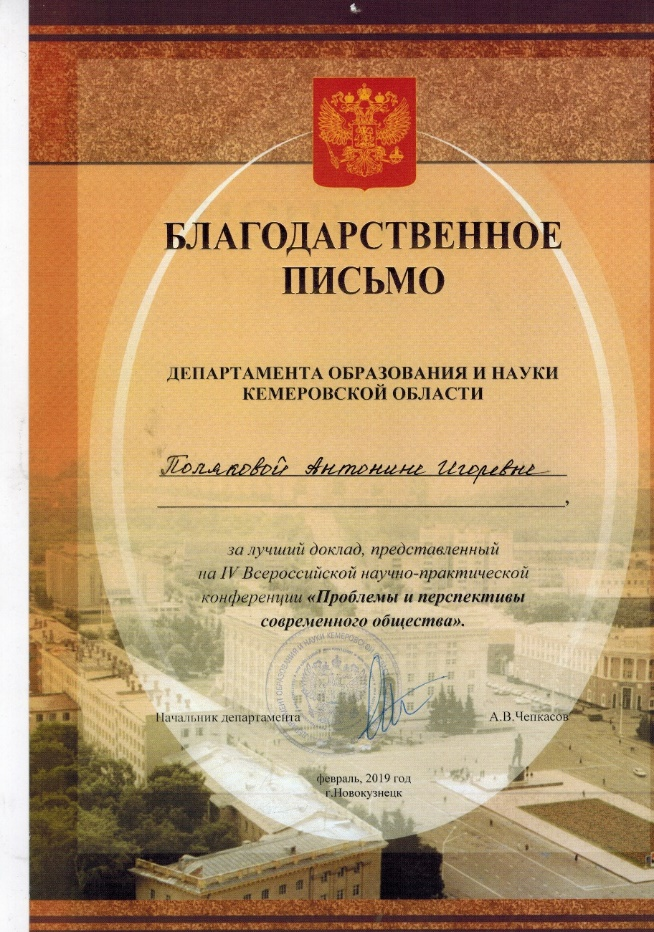 БЛАГОДАРСТВЕННОЕ
ПИСЬМО
ДЕПАРТАМЕНТА ОБРАЗОВАНИЯ И НАУКИ
КЕМЕРОВСКОЙ ОБЛАСТИ
Поляковой Антонине Игоревне
,
за лучший доклад, представленный
на IV Всероссийской научно-практической
конференции «Проблемы и перспективы
современного общества».
Начальник департамента А.В.Чепкасов
февраль, 2019 год
г.Новокузнецк